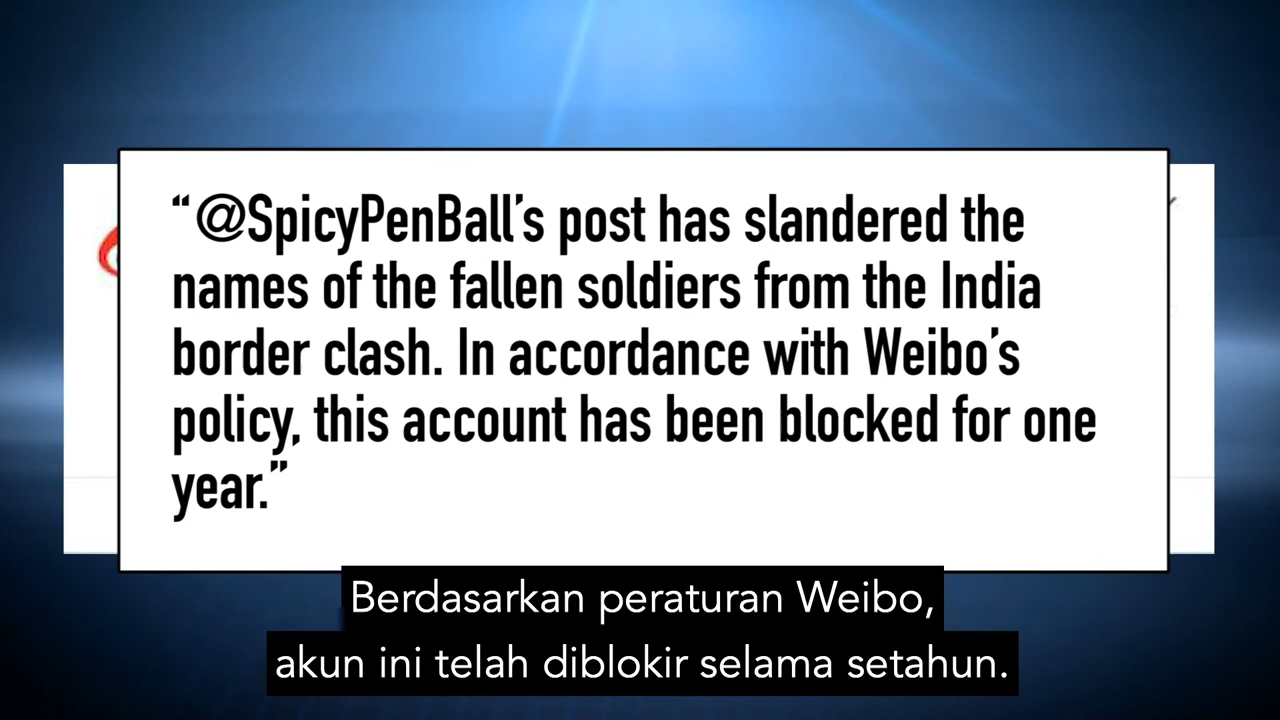 “@SpicyPenBall’s post has slandered the
names of the fallen soldiers from the India
border clash. In accordance with Weibo’s
policy, this account has been blocked for one
year.”
Berdasarkan peraturan Weibo,
akun ini telah diblokir selama setahun.